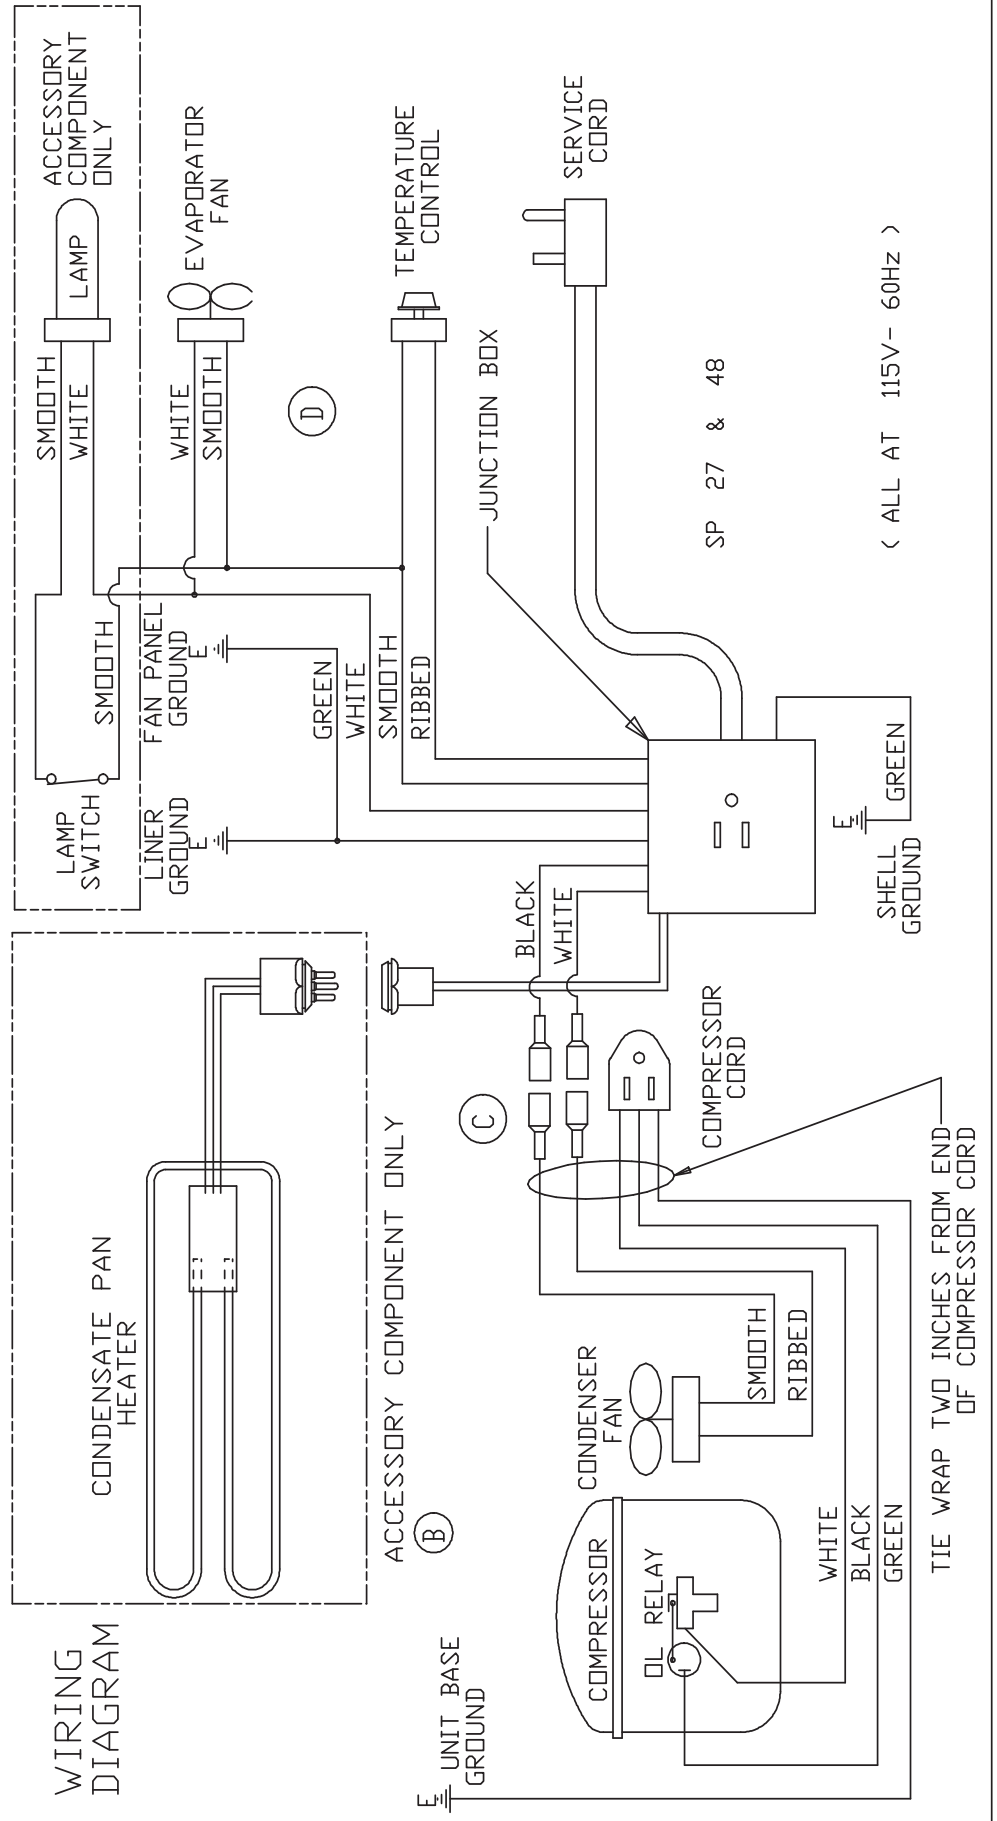 WIRING
DIAGRAM
CONDENSATE PAN
HEATER
ACCESSORY COMPONENT ONLY
B
LAMP
SWITCH
SMOOTH
SMOOTH
WHITE
LAMP
ACCESSORY
COMPONENT
ONLY
LINER
GROUND
E
FAN PANEL
GROUND
E
WHITE
SMOOTH
EVAPORATOR
FAN
D
GREEN
WHITE
SMOOTH
RIBBED
TEMPERATURE
CONTROL
JUNCTION BOX
SERVICE
CORD
C
BLACK
WHITE
COMPRESSOR
CORD
E
UNIT BASE
GROUND
COMPRESSOR
OL RELAY
CONDENSER
FAN
SMOOTH
RIBBED
WHITE
BLACK
GREEN
TIE WRAP TWO INCHES FROM END
OF COMPRESSOR CORD
E
SHELL
GROUND
GREEN
SP 27 & 48
( ALL AT 115V- 60Hz )